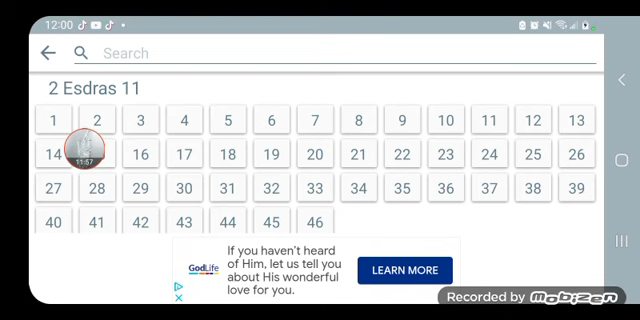 12:00
Search
2 Esdras 11
1 2 3 4 5 6 7 8 9 10 11 12 13
14 16 17 18 19 20 21 22 23 24 25 26
11:57
27 28 29 30 31 32 33 34 35 36 37 38 39
40 41 42 43 44 45 46
GodLife
If you haven't heard
of Him, let us tell you
about His wonderful
love for you.
LEARN MORE
Recorded by Mobizen